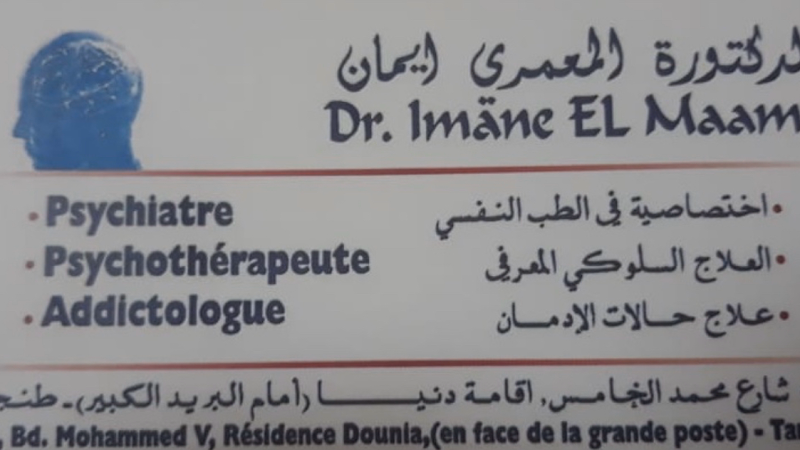 الدكتورة المعمري ايمان
Dr. Imäne EL Maam
• Psychiatre
• اختصاصية في الطب النفسي
• Psychothérapeute
• العلاج السلوكي المعرفي
• Addictologue
• علاج حالات الإدمان
شارع محمد الخامس, اقامة دنيا (أمام البريد الكبير)ـ طنجـ
, Bd. Mohammed V, Résidence Dounia,(en face de la grande poste) - Ta